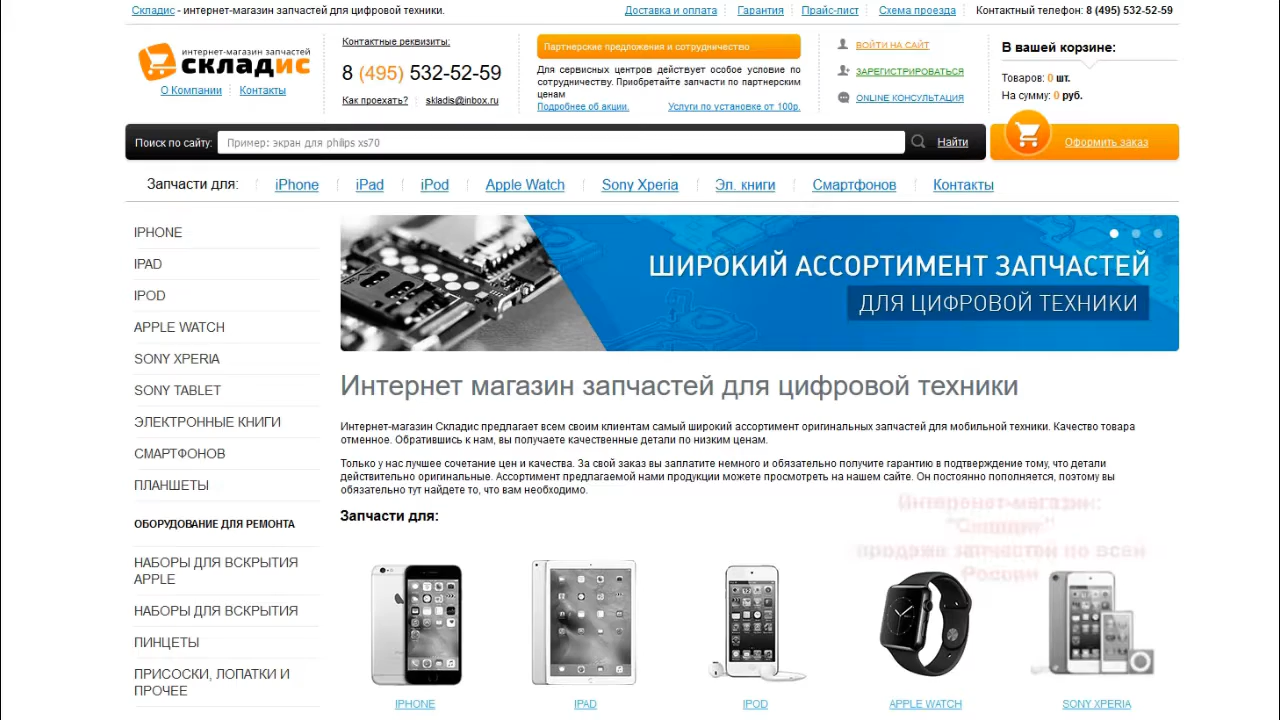 Складис - интернет-магазин запчастей для цифровой техники.
Доставка и оплата
Гарантия
Прайс-лист
Схема проезда
Контактный телефон: 8 (495) 532-52-59
интернет-магазин запчастей
складис
О Компании
Контакты
Контактные реквизиты:
8 (495) 532-52-59
Как проехать?
skladis@inbox.ru
Партнерские предложения и сотрудничество
Для сервисных центров действует особое условие по
сотрудничеству. Приобретайте запчасти по партнерским
ценам
Подробнее об акции.
Услуги по установке от 100р.
ВОЙТИ НА САЙТ
ЗАРЕГИСТРИРОВАТЬСЯ
ONLINE КОНСУЛЬТАЦИЯ
В вашей корзине:
Товаров: 0 шт.
На сумму: 0 руб.
Поиск по сайту:
Пример: экран для philips xs70
Найти
Оформить заказ
Запчасти для:
iPhone
iPad
iPod
Apple Watch
Sony Xperia
Эл. книги
Смартфонов
Контакты
IPHONE
IPAD
IPOD
APPLE WATCH
SONY XPERIA
SONY TABLET
ЭЛЕКТРОННЫЕ КНИГИ
СМАРТФОНОВ
ПЛАНШЕТЫ
ОБОРУДОВАНИЕ ДЛЯ РЕМОНТА
НАБОРЫ ДЛЯ ВСКРЫТИЯ
APPLE
НАБОРЫ ДЛЯ ВСКРЫТИЯ
ПИНЦЕТЫ
ПРИСОСКИ, ЛОПАТКИ И
ПРОЧЕЕ
ШИРОКИЙ АССОРТИМЕНТ ЗАПЧАСТЕЙ
ДЛЯ ЦИФРОВОЙ ТЕХНИКИ
Интернет магазин запчастей для цифровой техники
Интернет-магазин Складис предлагает всем своим клиентам самый широкий ассортимент оригинальных запчастей для мобильной техники. Качество товара
отменное. Обратившись к нам, вы получаете качественные детали по низким ценам.
Только у нас лучшее сочетание цен и качества. За свой заказ вы заплатите немного и обязательно получите гарантию в подтверждение тому, что детали
действительно оригинальные. Ассортимент предлагаемой нами продукции можете просмотреть на нашем сайте. Он постоянно пополняется, поэтому вы
обязательно тут найдете то, что вам необходимо.
Запчасти для:
продажа запчастей по всей
России
IPHONE
IPAD
IPOD
APPLE WATCH
SONY XPERIA